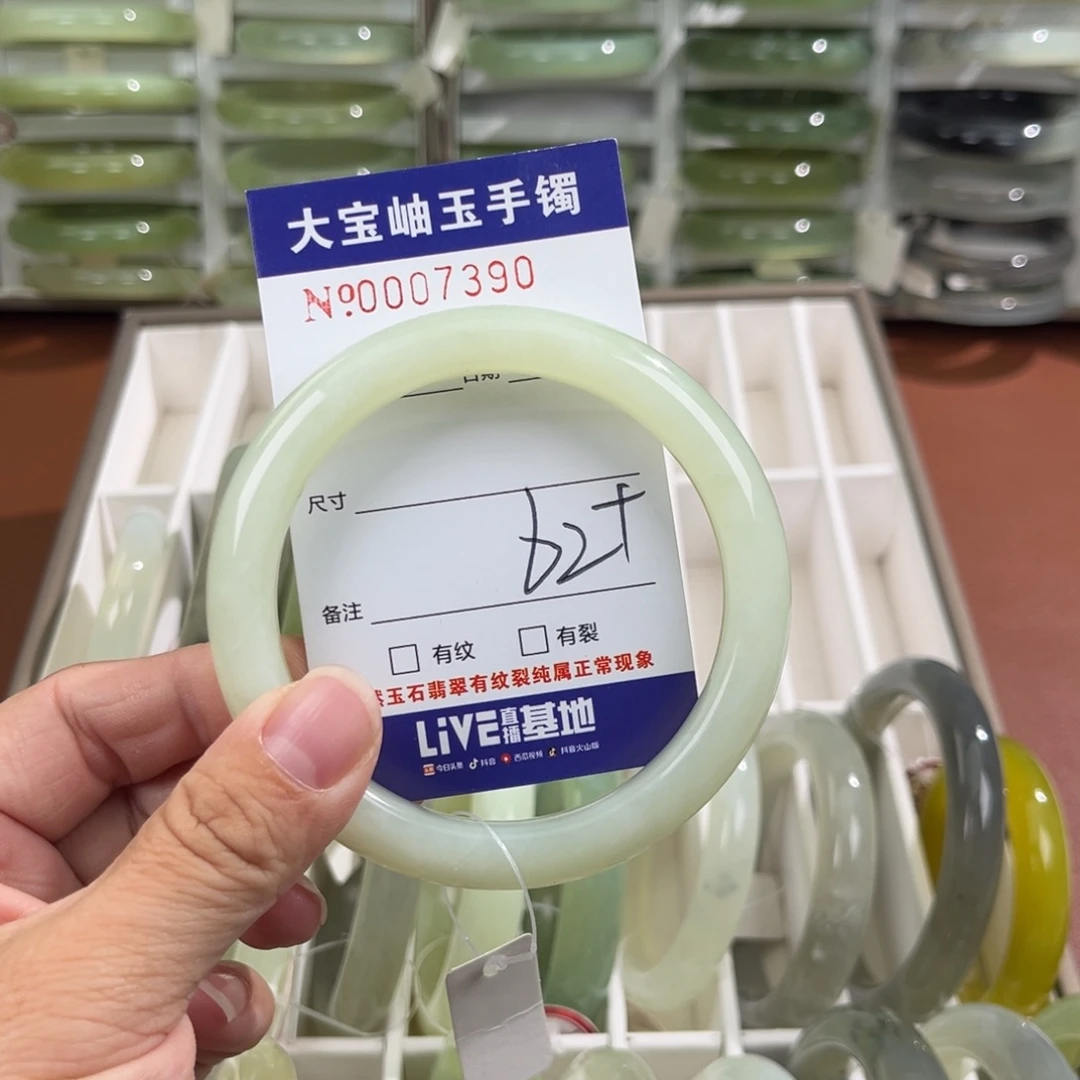 大宝岫玉手镯
Nº0007390
日期
尺寸
62+
备注
□ 有纹 □ 有裂
然玉石翡翠有纹裂纯属正常现象
LiVE直播基地
今日头条 抖音 西瓜视频 抖音火山版